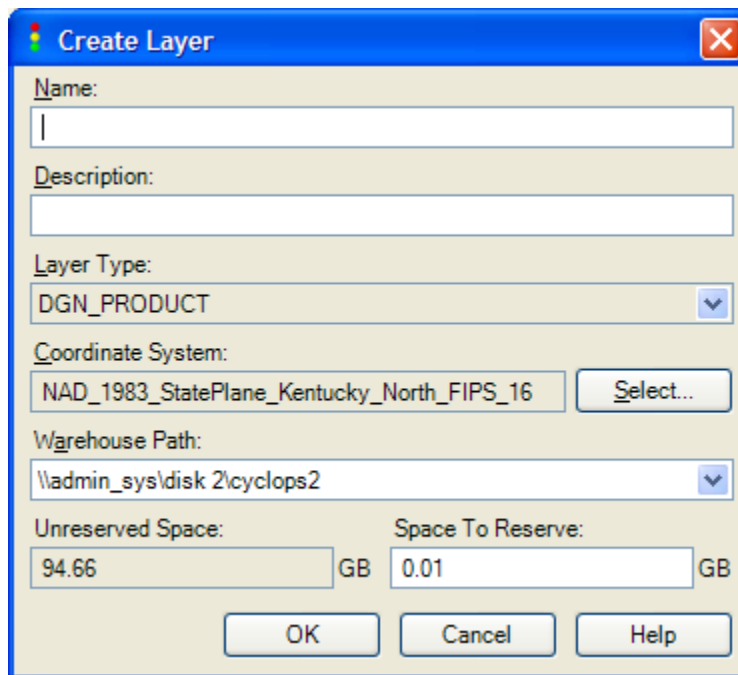 Create Layer
Name:
Description:
Layer Type:
DGN_PRODUCT
Coordinate System:
NAD_1983_StatePlane_Kentucky_North_FIPS_16
Select...
Warehouse Path:
\\admin_sys\disk 2\cyclops2
Unreserved Space:
Space To Reserve:
94.66 GB
0.01 GB
OK
Cancel
Help